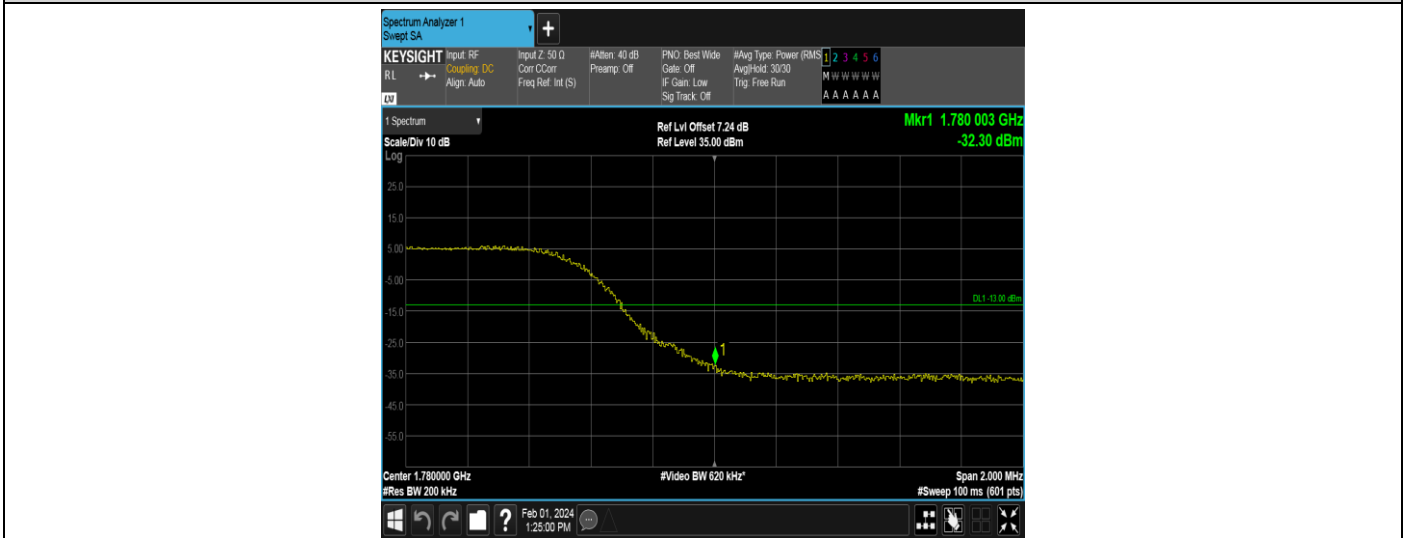 Spectrum Analyzer 1
Swept SA
+
KEYSIGHT
RL
LXI
Input: RF
Coupling: DC
Align: Auto
Input Z: 50 Ω
Corr CCorr
Freq Ref: Int (S)
#Atten: 40 dB
Preamp: Off
PNO: Best Wide
Gate: Off
IF Gain: Low
Sig Track: Off
#Avg Type: Power (RMS
Avg|Hold: 30/30
Trig: Free Run
1 2 3 4 5 6
M W W W W W
A A A A A A
1 Spectrum
Scale/Div 10 dB
Ref Lvl Offset 7.24 dB
Ref Level 35.00 dBm
Mkr1 1.780 003 GHz
-32.30 dBm
Log
25.0
15.0
5.00
-5.00
DL1 -13.00 dBm
-15.0
-25.0
1
-35.0
-45.0
-55.0
Center 1.780000 GHz
#Res BW 200 kHz
#Video BW 620 kHz*
Span 2.000 MHz
#Sweep 100 ms (601 pts)
?
Feb 01, 2024
1:25:00 PM